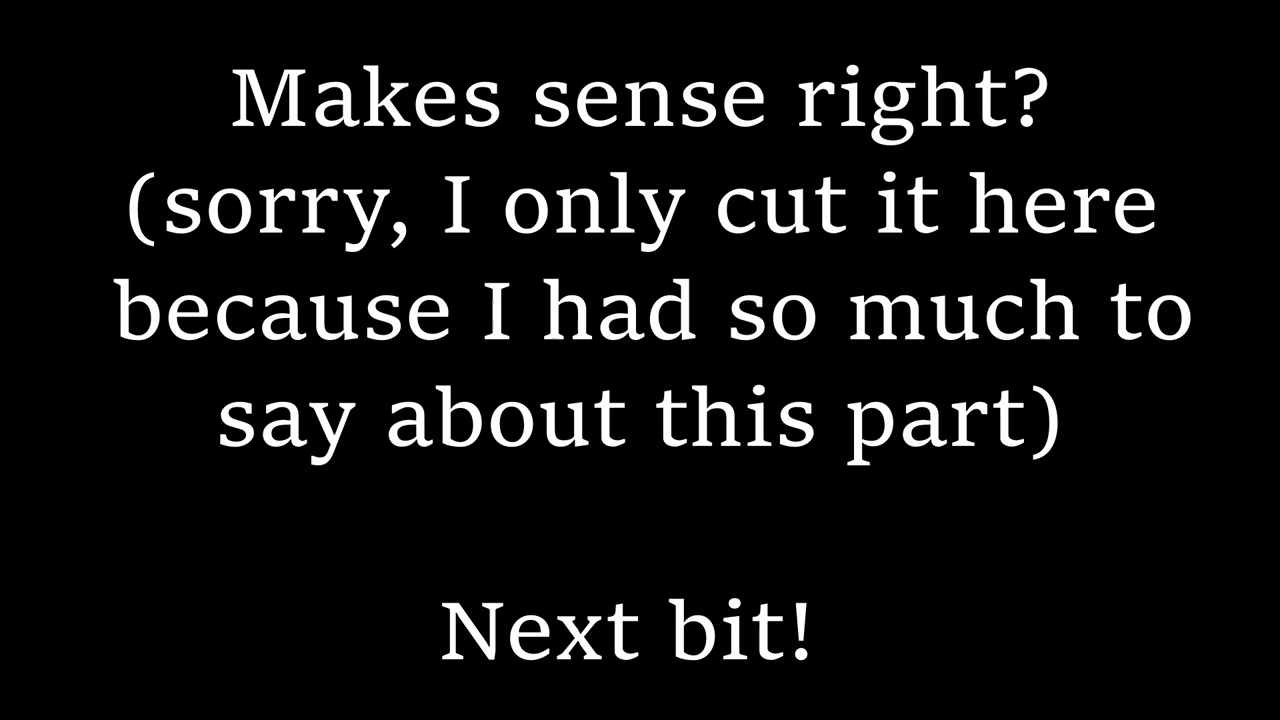 Makes sense right?
(sorry, I only cut it here
because I had so much to
say about this part)
Next bit!